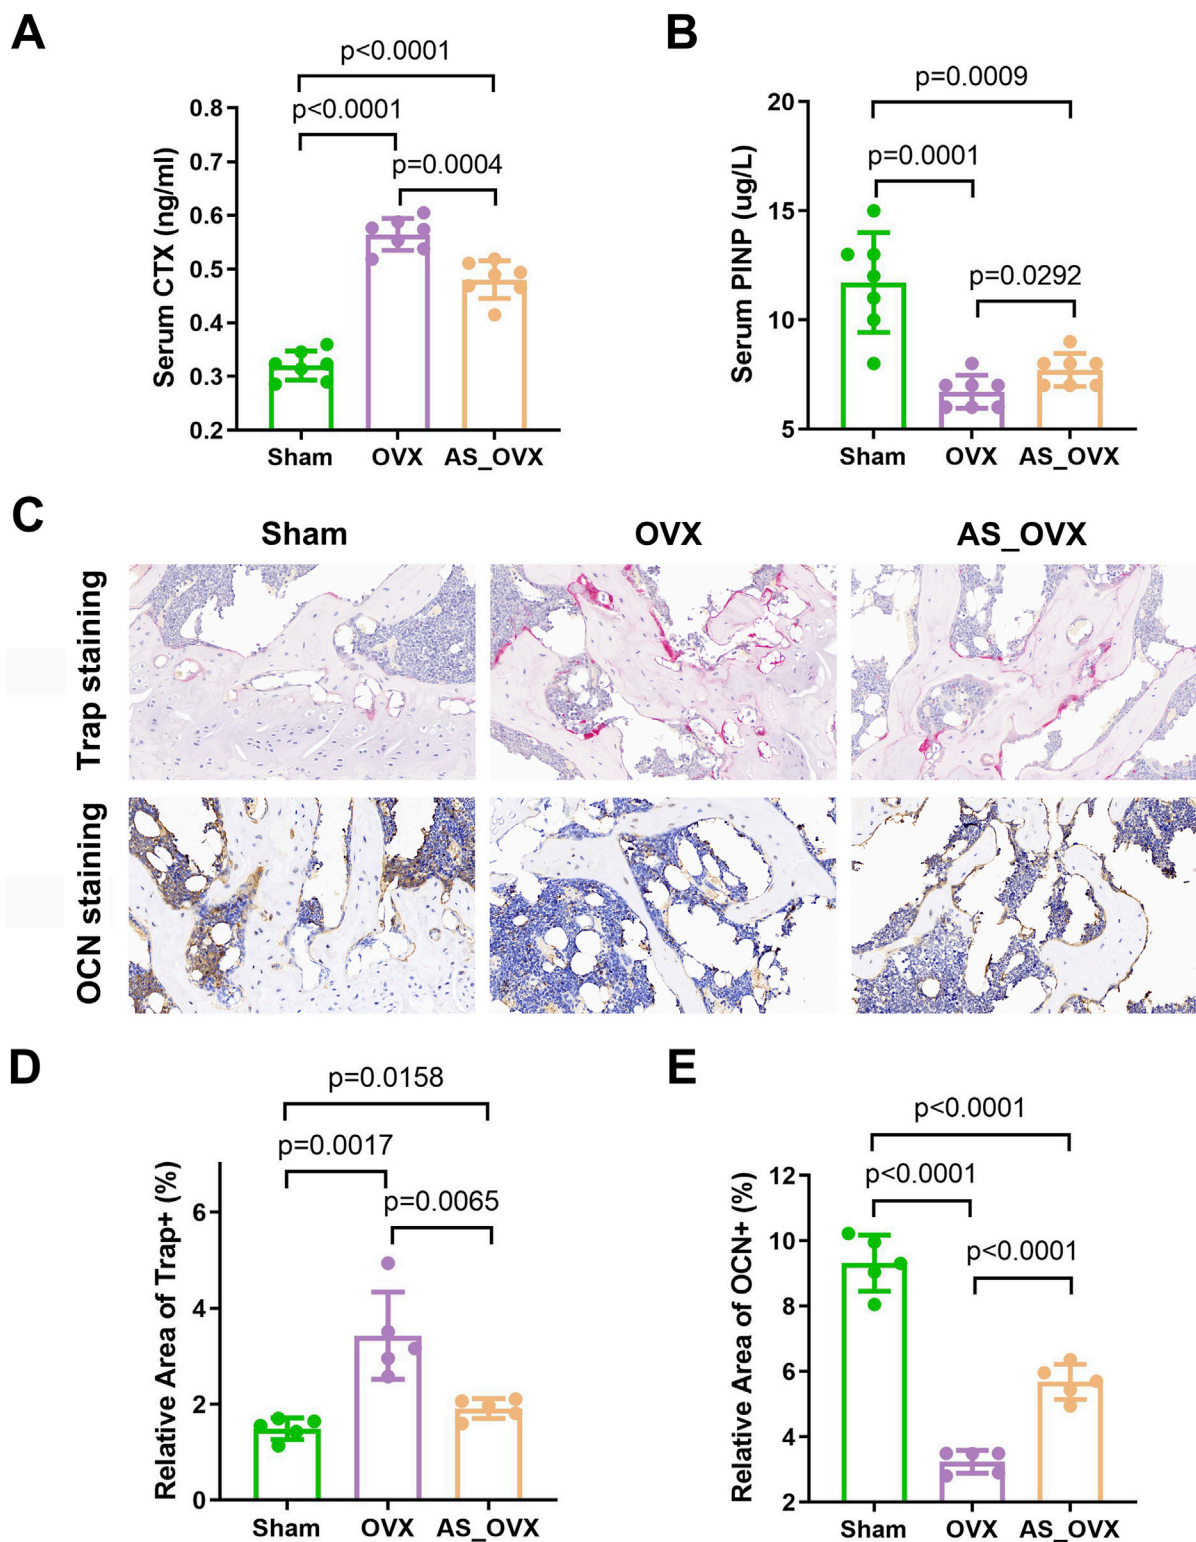 A
p<0.0001
p<0.0001
p=0.0004
Serum CTX (ng/ml)
0.8
0.7
0.6
0.5
0.4
0.3
0.2
Sham OVX AS_OVX
B
p=0.0009
p=0.0001
p=0.0292
Serum PINP (ug/L)
20
15
10
5
Sham OVX AS_OVX
C
Sham OVX AS_OVX
Trap staining
OCN staining
D
p=0.0158
p=0.0017
p=0.0065
Relative Area of Trap+ (%)
6
4
2
0
Sham OVX AS_OVX
E
p<0.0001
p<0.0001
p<0.0001
Relative Area of OCN+ (%)
12
10
8
6
4
2
Sham OVX AS_OVX